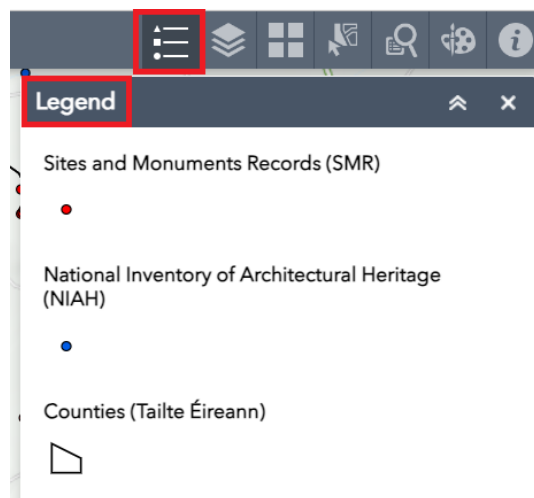 Legend
Sites and Monuments Records (SMR)
National Inventory of Architectural Heritage
(NIAH)
Counties (Tailte Éireann)